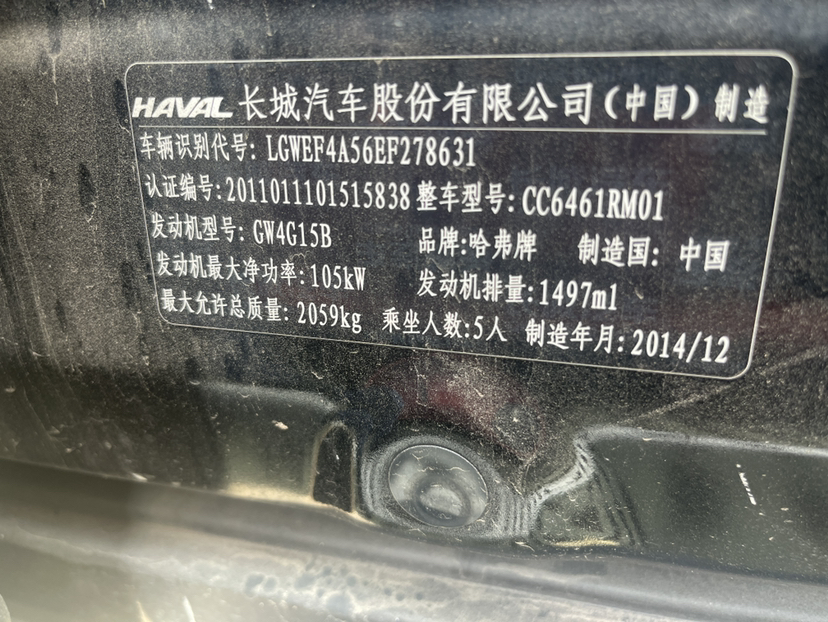 HAVAL 长城汽车股份有限公司(中国)制造
车辆识别代号: LGWEF4A56EF278631
认证编号:2011011101515838 整车型号:CC6461RM01
发动机型号: GW4G15B 品牌:哈弗牌 制造国: 中国
发动机最大净功率:105kW 发动机排量:1497ml
最大允许总质量: 2059kg 乘坐人数:5人 制造年月:2014/12